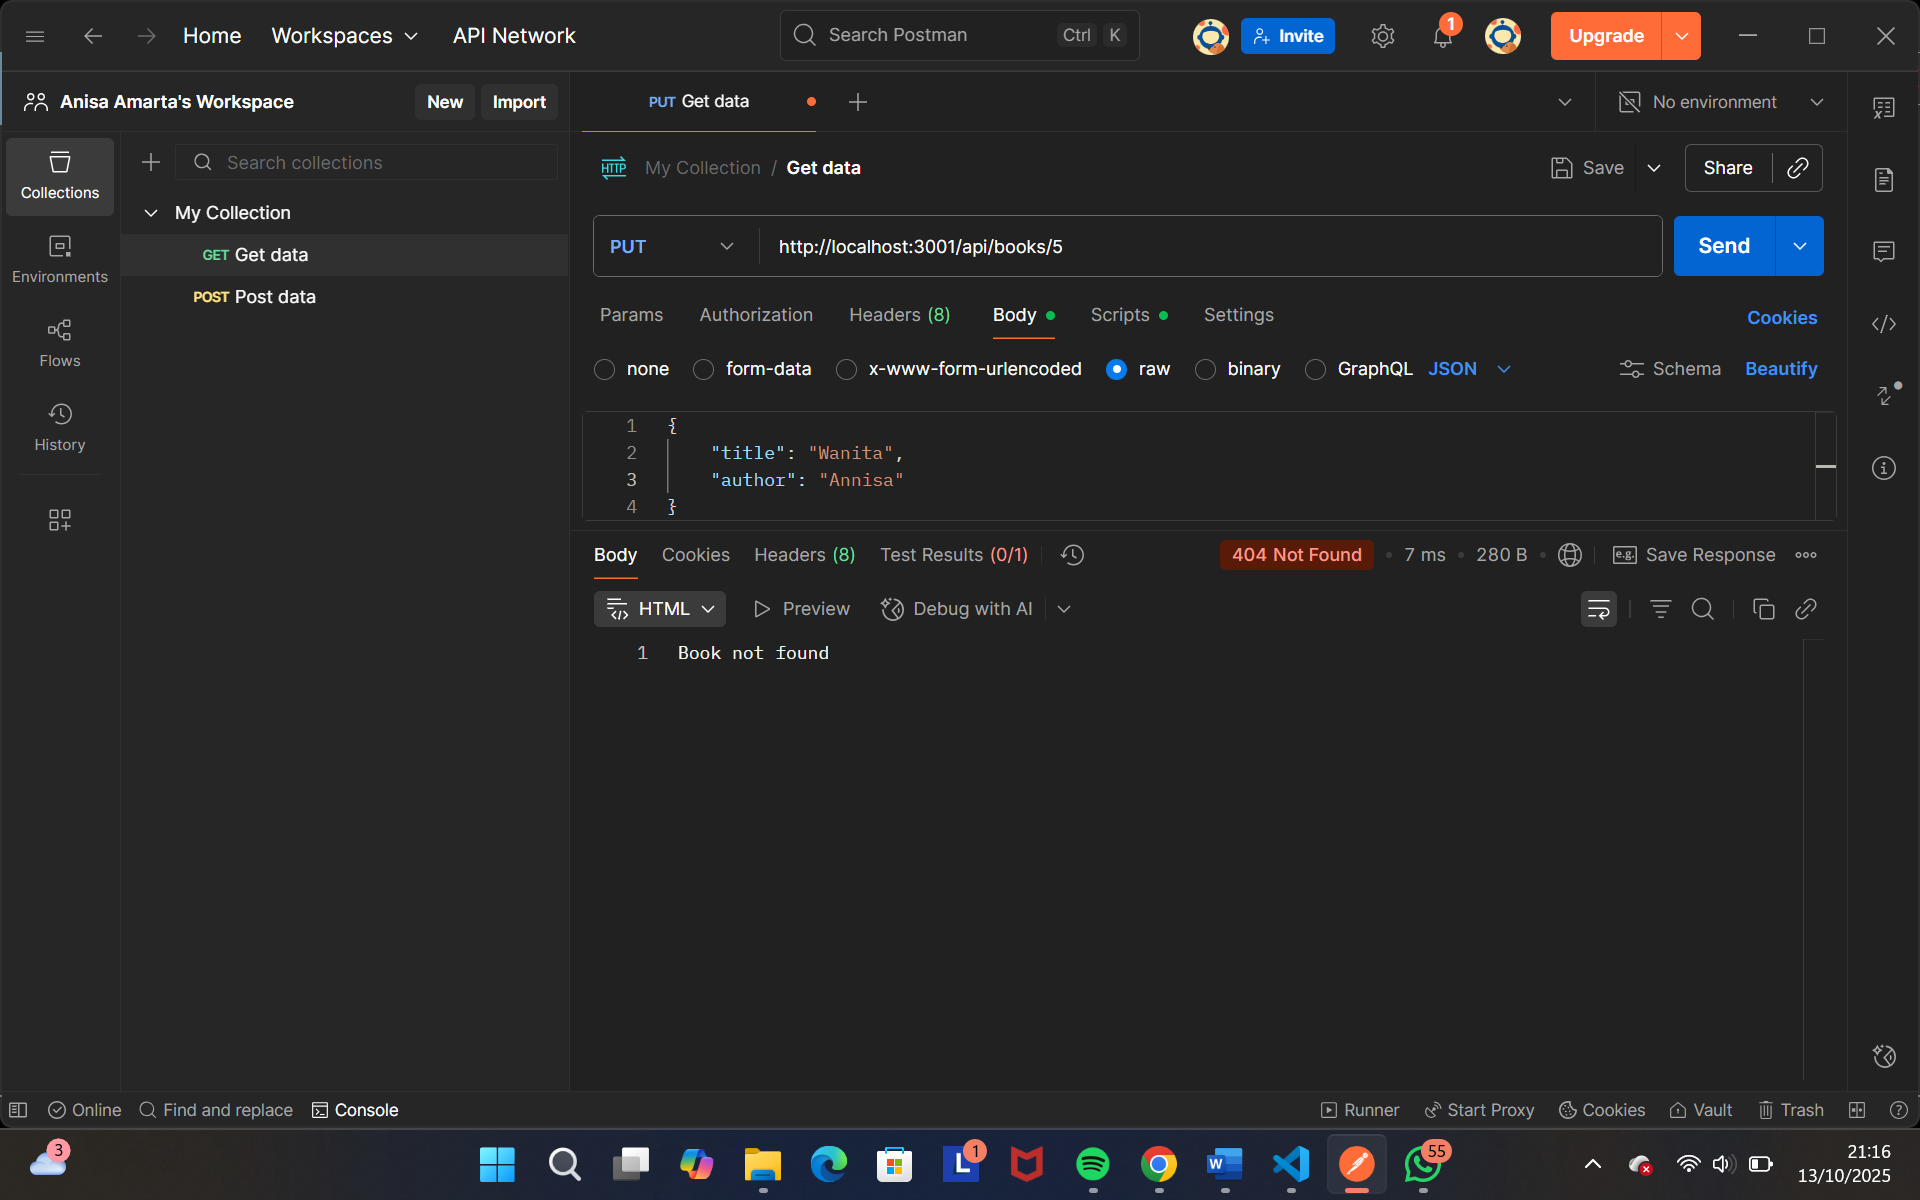 Home
Workspaces
API Network
Search Postman
Ctrl
K
Invite
1
Upgrade
Anisa Amarta's Workspace
New
Import
PUT Get data
No environment
Collections
Search collections
HTTP
My Collection / Get data
Save
Share
My Collection
GET Get data
POST Post data
Environments
Flows
History
PUT
http://localhost:3001/api/books/5
Send
Params
Authorization
Headers (8)
Body
Scripts
Settings
Cookies
none
form-data
x-www-form-urlencoded
raw
binary
GraphQL
JSON
Schema
Beautify
1 {
2 "title": "Wanita",
3 "author": "Annisa"
4 }
Body
Cookies
Headers (8)
Test Results (0/1)
404 Not Found
7 ms
280 B
e.g.
Save Response
HTML
Preview
Debug with AI
1 Book not found
Online
Find and replace
Console
Runner
Start Proxy
Cookies
Vault
Trash
3
L
1
W
55
21:16
13/10/2025